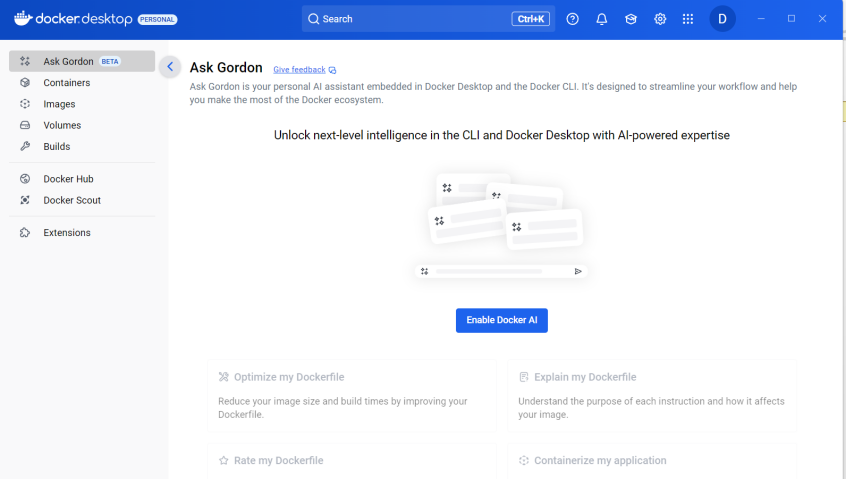 docker.desktop PERSONAL
Search Ctrl+K
D
Ask Gordon BETA
Containers
Images
Volumes
Builds
Docker Hub
Docker Scout
Extensions
Ask Gordon Give feedback
Ask Gordon is your personal AI assistant embedded in Docker Desktop and the Docker CLI. It's designed to streamline your workflow and help
you make the most of the Docker ecosystem.
Unlock next-level intelligence in the CLI and Docker Desktop with AI-powered expertise
Enable Docker AI
Optimize my Dockerfile
Reduce your image size and build times by improving your
Dockerfile.
Explain my Dockerfile
Understand the purpose of each instruction and how it affects
your image.
Rate my Dockerfile
Containerize my application